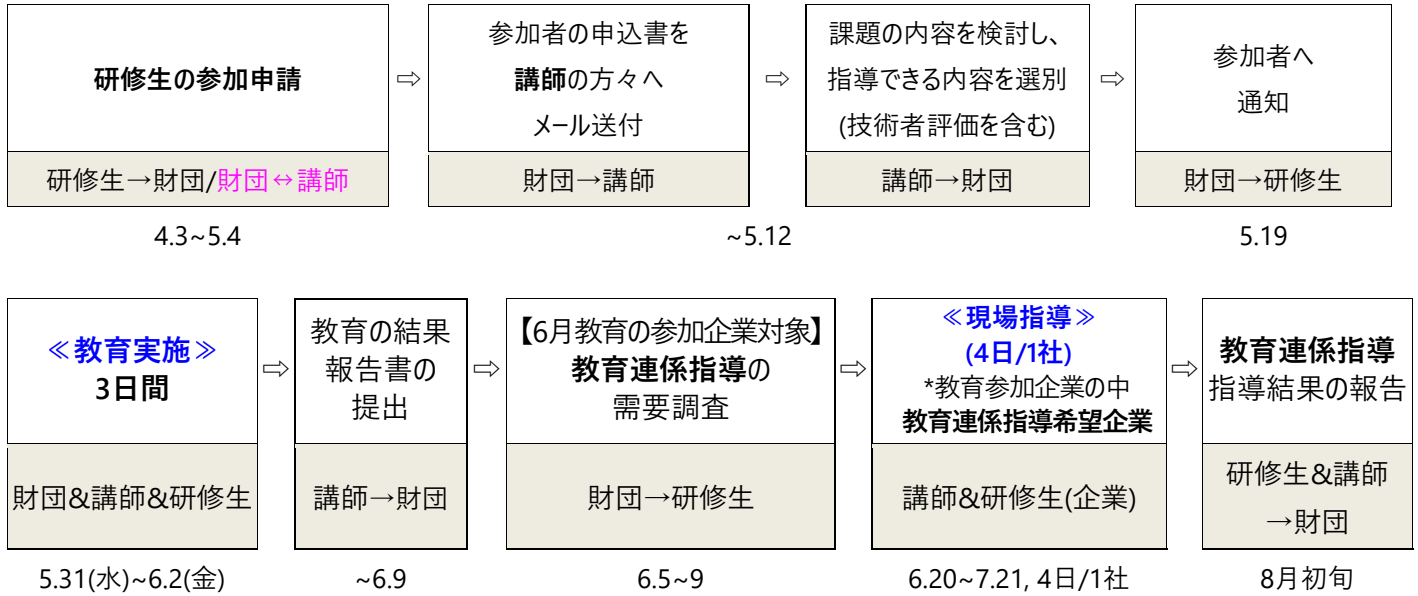 研修生の参加申請
⇨
参加者の申込書を
講師の方々へ
メール送付
⇨
課題の内容を検討し、
指導できる内容を選別
(技術者評価を含む)
⇨
参加者へ
通知
研修生→財団/財団↔講師
財団→講師
講師→財団
財団→研修生
4.3~5.4
~5.12
5.19
≪教育実施≫
3日間
⇨
教育の結果
報告書の
提出
⇨
【6月教育の参加企業対象】
教育連係指導の
需要調査
⇨
≪現場指導≫
(4日/1社)
*教育参加企業の中
教育連係指導希望企業
⇨
教育連係指導
指導結果の報告
財団&講師&研修生
講師→財団
財団→研修生
講師&研修生(企業)
研修生&講師
→財団
5.31(水)~6.2(金)
~6.9
6.5~9
6.20~7.21, 4日/1社
8月初旬